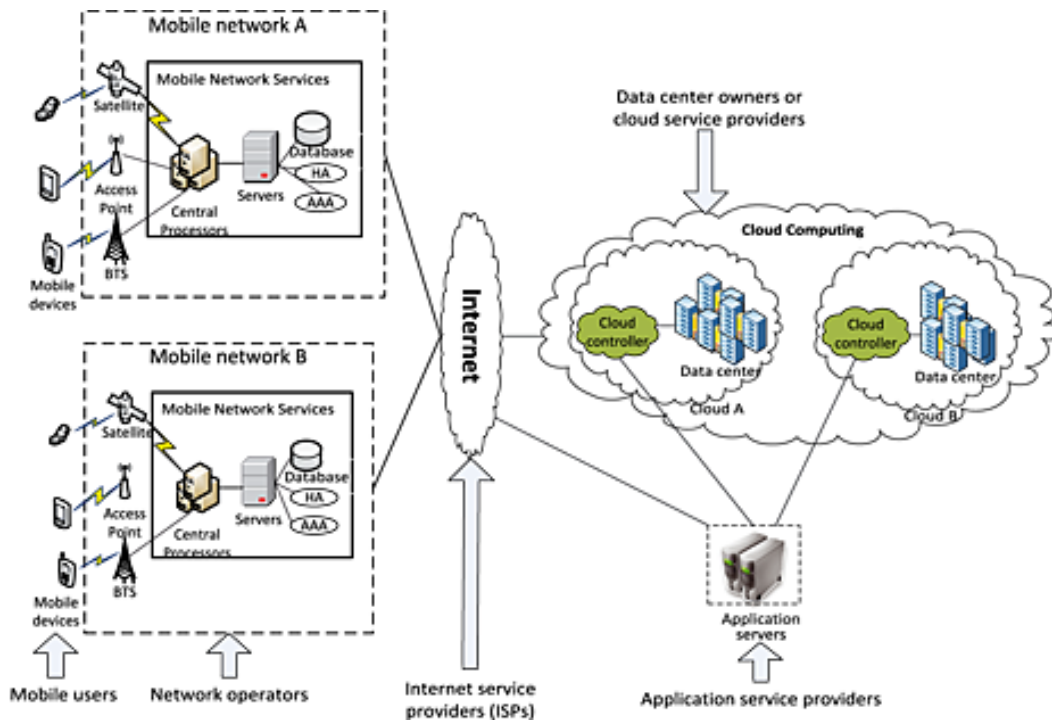 Mobile network A
Mobile Network Services
Satellite
Database
HA
AAA
Servers
Access
Point
Central
Processors
BTS
Mobile
devices
Mobile network B
Mobile Network Services
Satellite
Database
HA
AAA
Servers
Access
Point
Central
Processors
BTS
Mobile
devices
Mobile users
Network operators
Internet
Internet service
providers (ISPs)
Data center owners or
cloud service providers
Cloud Computing
Cloud
controller
Data center
Cloud A
Cloud
controller
Data center
Cloud B
Application
servers
Application service providers